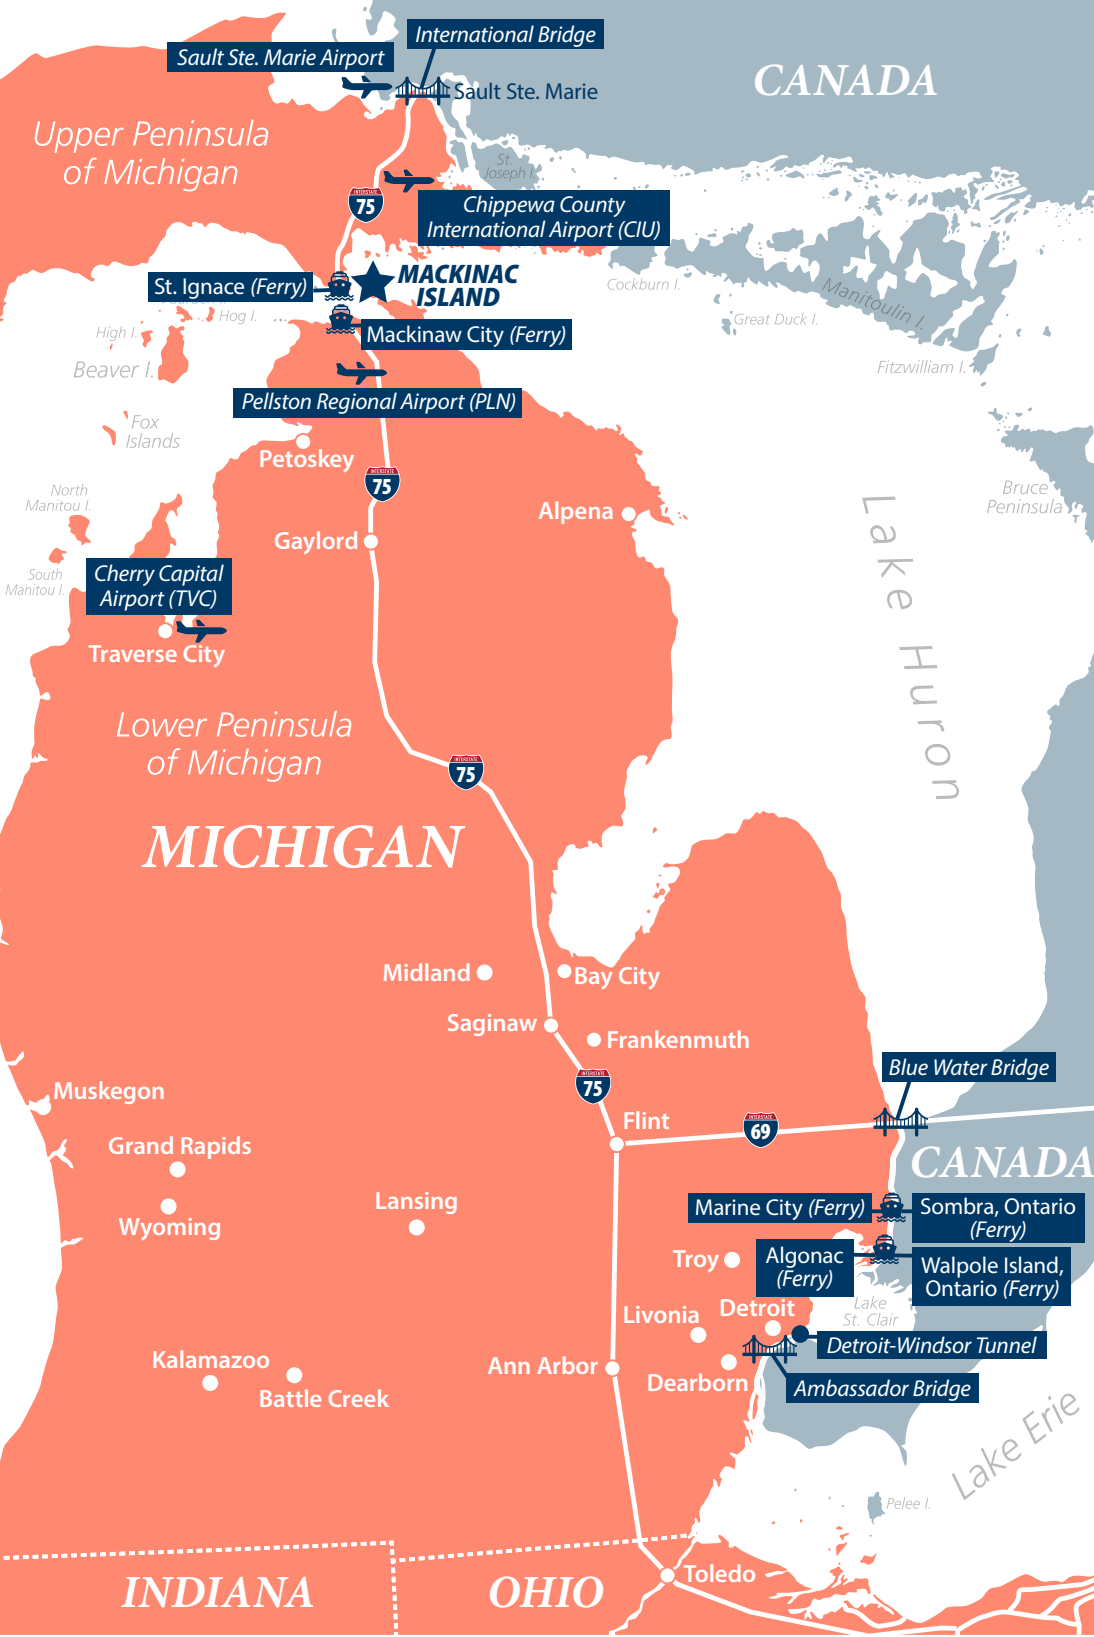 International Bridge
Sault Ste. Marie Airport
CANADA
Sault Ste. Marie
Upper Peninsula
of Michigan
St.
Joseph I.
INTERSTATE
75
Chippewa County
International Airport (CIU)
MACKINAC
ISLAND
St. Ignace (Ferry)
Cockburn I.
Manitoulin I.
Hog I.
High I.
Great Duck I.
Mackinaw City (Ferry)
Beaver I.
Fitzwilliam I.
Pellston Regional Airport (PLN)
Fox
Islands
Petoskey
INTERSTATE
75
North
Manitou I.
Bruce
Peninsula
Alpena
Lake Huron
Gaylord
South
Manitou I.
Cherry Capital
Airport (TVC)
Traverse City
Lower Peninsula
of Michigan
INTERSTATE
75
MICHIGAN
Midland
Bay City
Saginaw
Frankenmuth
INTERSTATE
75
Blue Water Bridge
Muskegon
Flint
INTERSTATE
69
Grand Rapids
CANADA
Wyoming
Lansing
Marine City (Ferry)
Sombra, Ontario
(Ferry)
Troy
Algonac
(Ferry)
Walpole Island,
Ontario (Ferry)
Lake
St. Clair
Livonia
Detroit
Detroit-Windsor Tunnel
Kalamazoo
Ann Arbor
Dearborn
Ambassador Bridge
Battle Creek
Lake Erie
Pelee I.
Toledo
INDIANA
OHIO